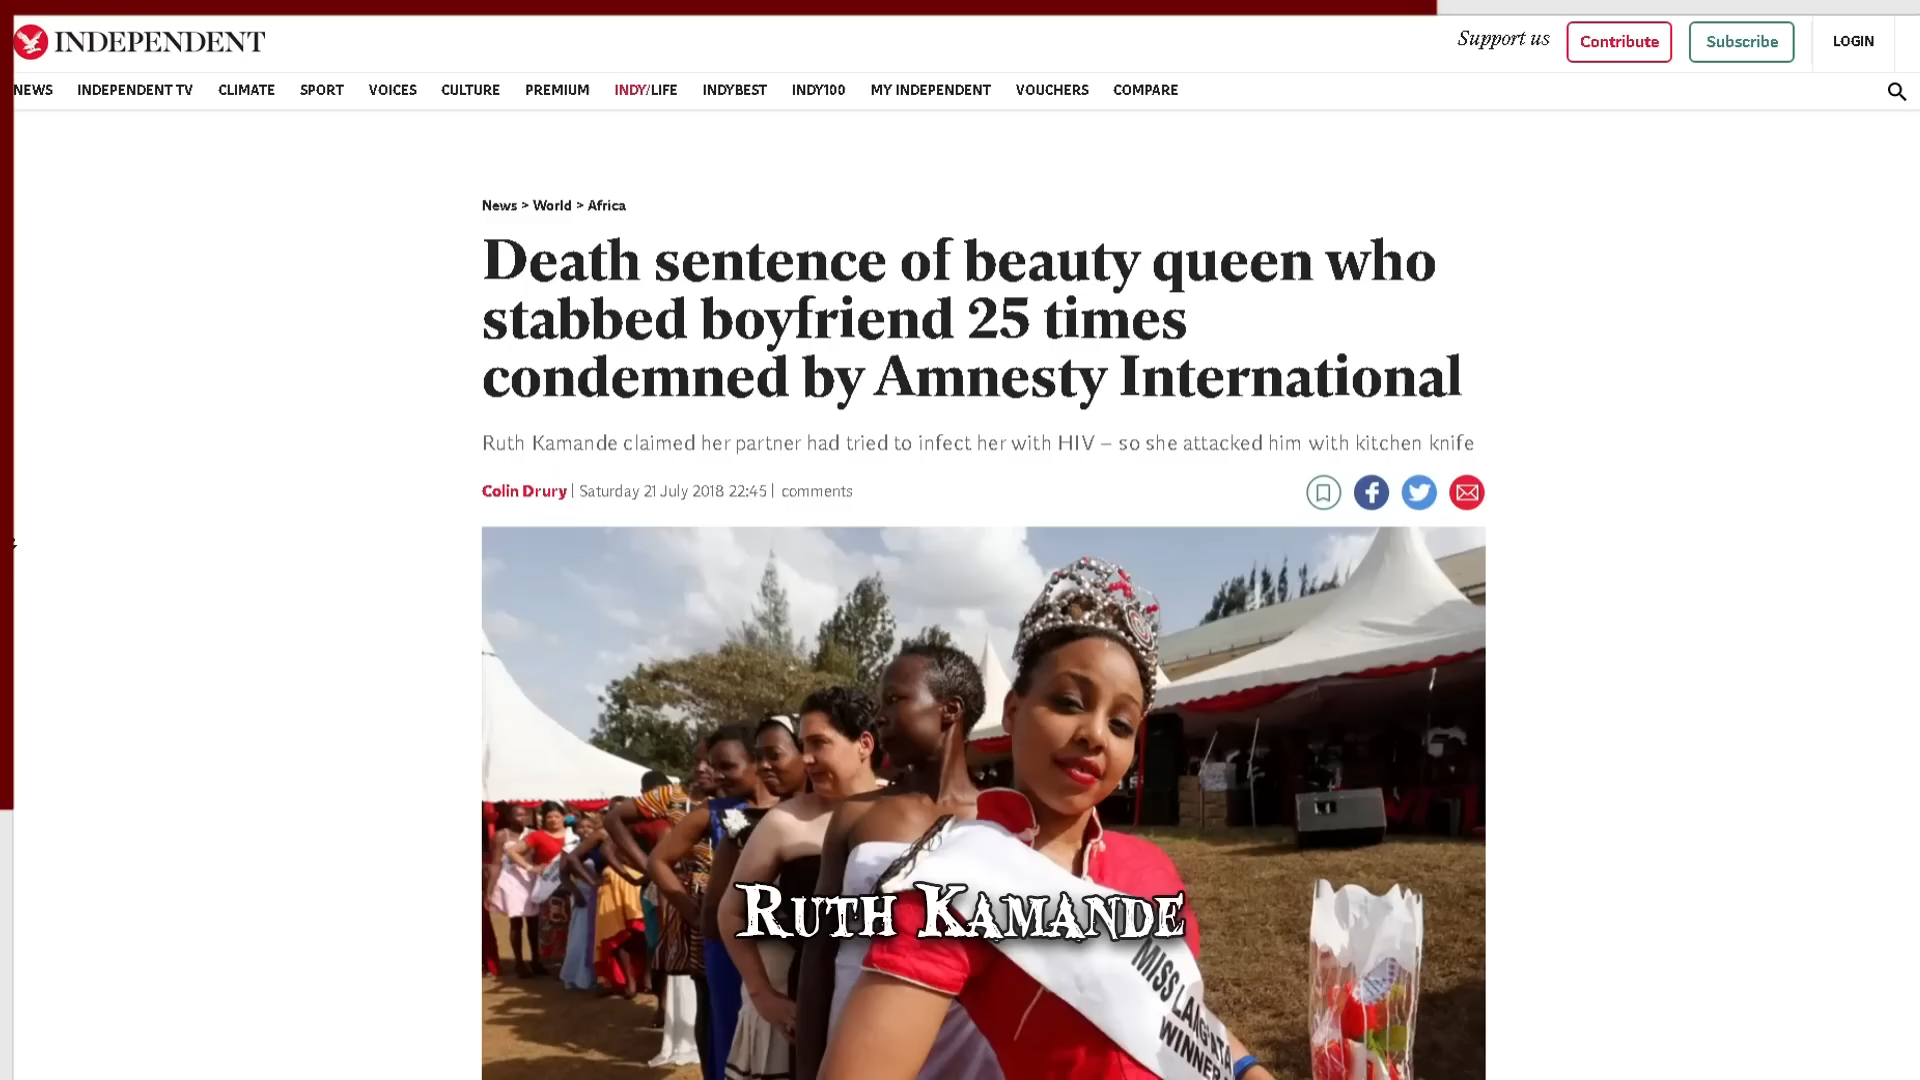 INDEPENDENT
Support us
Contribute
Subscribe
LOGIN
NEWS INDEPENDENT TV CLIMATE SPORT VOICES CULTURE PREMIUM INDY/LIFE INDYBEST INDY100 MY INDEPENDENT VOUCHERS COMPARE
News > World > Africa
Death sentence of beauty queen who
stabbed boyfriend 25 times
condemned by Amnesty International
Ruth Kamande claimed her partner had tried to infect her with HIV – so she attacked him with kitchen knife
Colin Drury | Saturday 21 July 2018 22:45 | comments
RUTH KAMANDE
MISS LANG'ATA
WINNER